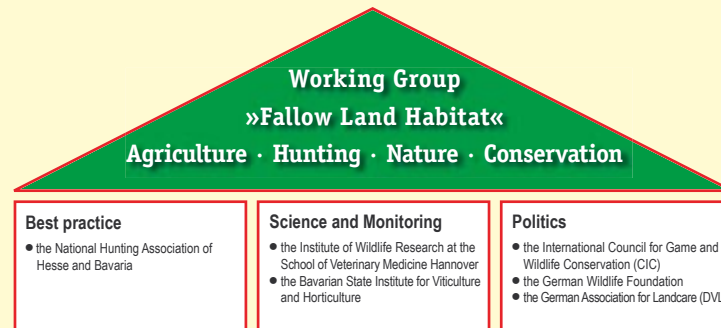 Working Group
»Fallow Land Habitat«
Agriculture · Hunting · Nature · Conservation
Best practice
● the National Hunting Association of
Hesse and Bavaria
Science and Monitoring
● the Institute of Wildlife Research at the
School of Veterinary Medicine Hannover
● the Bavarian State Institute for Viticulture
and Horticulture
Politics
● the International Council for Game and
Wildlife Conservation (CIC)
● the German Wildlife Foundation
● the German Association for Landcare (DVL